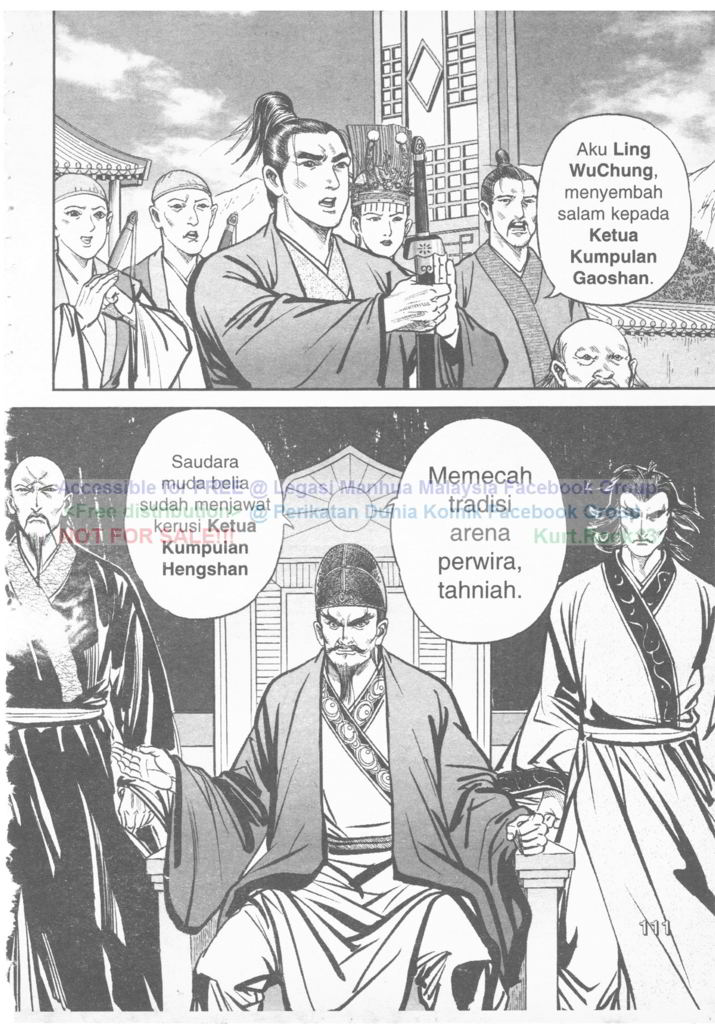 Aku Ling
WuChung,
menyembah
salam kepada
Ketua
Kumpulan
Gaoshan.
Saudara
muda belia
sudah menjawat
kerusi Ketua
Kumpulan
Hengshan
Memecah
tradisi
arena
perwira,
tahniah.
Accessible for FREE @ Legasi Manhua Malaysia Facebook Group
Free distribution @ Perikatan Dunia Komik Facebook Group
NOT FOR SALE!!!
111